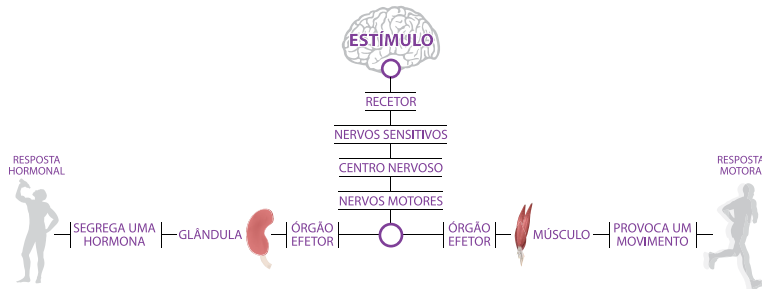 ESTÍMULO
RECETOR
NERVOS SENSITIVOS
CENTRO NERVOSO
NERVOS MOTORES
RESPOSTA
HORMONAL
SEGREGA UMA
HORMONA
GLÂNDULA
ÓRGÃO
EFETOR
ÓRGÃO
EFETOR
MÚSCULO
PROVOCA UM
MOVIMENTO
RESPOSTA
MOTORA